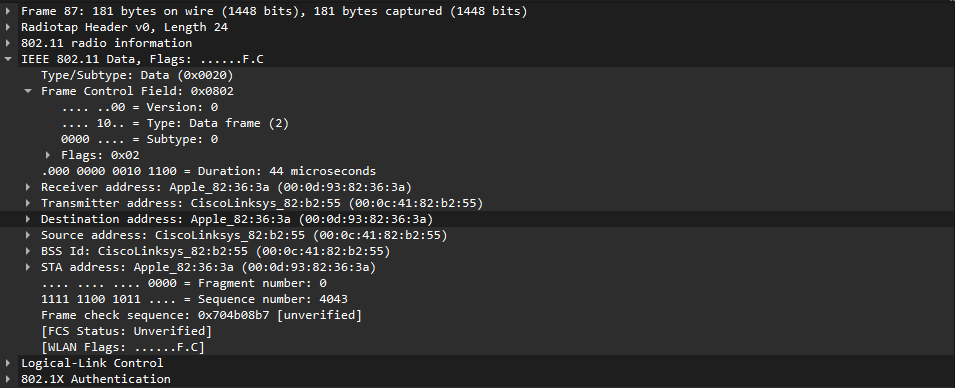 Frame 87: 181 bytes on wire (1448 bits), 181 bytes captured (1448 bits)
Radiotap Header v0, Length 24
802.11 radio information
IEEE 802.11 Data, Flags: ......F.C
Type/Subtype: Data (0x0020)
Frame Control Field: 0x0802
.... ..00 = Version: 0
.... 10.. = Type: Data frame (2)
0000 .... = Subtype: 0
Flags: 0x02
.000 0000 0010 1100 = Duration: 44 microseconds
Receiver address: Apple_82:36:3a (00:0d:93:82:36:3a)
Transmitter address: CiscoLinksys_82:b2:55 (00:0c:41:82:b2:55)
Destination address: Apple_82:36:3a (00:0d:93:82:36:3a)
Source address: CiscoLinksys_82:b2:55 (00:0c:41:82:b2:55)
BSS Id: CiscoLinksys_82:b2:55 (00:0c:41:82:b2:55)
STA address: Apple_82:36:3a (00:0d:93:82:36:3a)
.... .... .... 0000 = Fragment number: 0
1111 1100 1011 .... = Sequence number: 4043
Frame check sequence: 0x704b08b7 [unverified]
[FCS Status: Unverified]
[WLAN Flags: ......F.C]
Logical-Link Control
802.1X Authentication